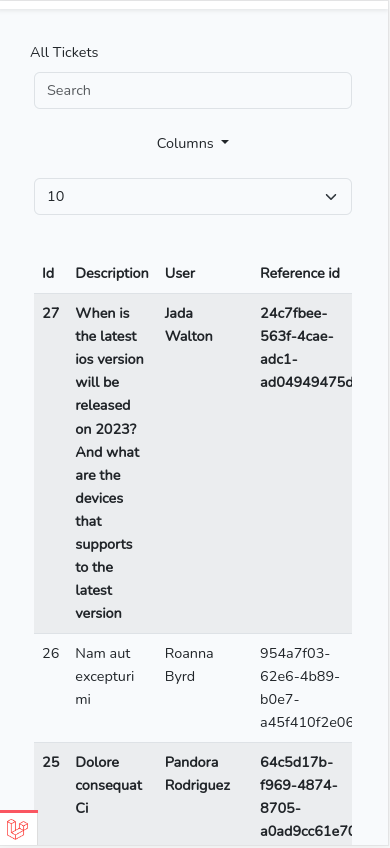 All Tickets
Search
Columns
10
Id Description User Reference id
27 When is Jada 24c7fbee-
the latest Walton 563f-4cae-
ios version adc1-
will be ad04949475d
released
on 2023?
And what
are the
devices
that
supports
to the
latest
version
26 Nam aut Roanna 954a7f03-
excepturi Byrd 62e6-4b89-
mi b0e7-
a45f410f2e06
25 Dolore Pandora 64c5d17b-
consequat Rodriguez f969-4874-
Ci 8705-
a0ad9cc61e70